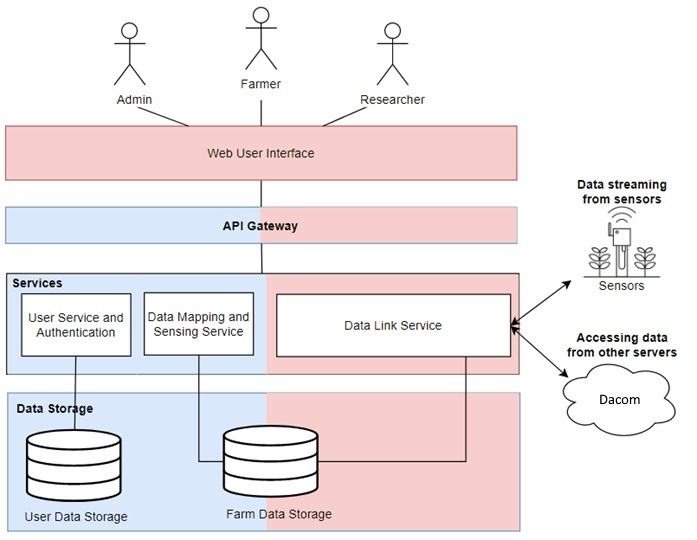 Admin
Farmer
Researcher
Web User Interface
API Gateway
Services
User Service and
Authentication
Data Mapping and
Sensing Service
Data Link Service
Data streaming
from sensors
Sensors
Accessing data
from other servers
Dacom
Data Storage
User Data Storage
Farm Data Storage